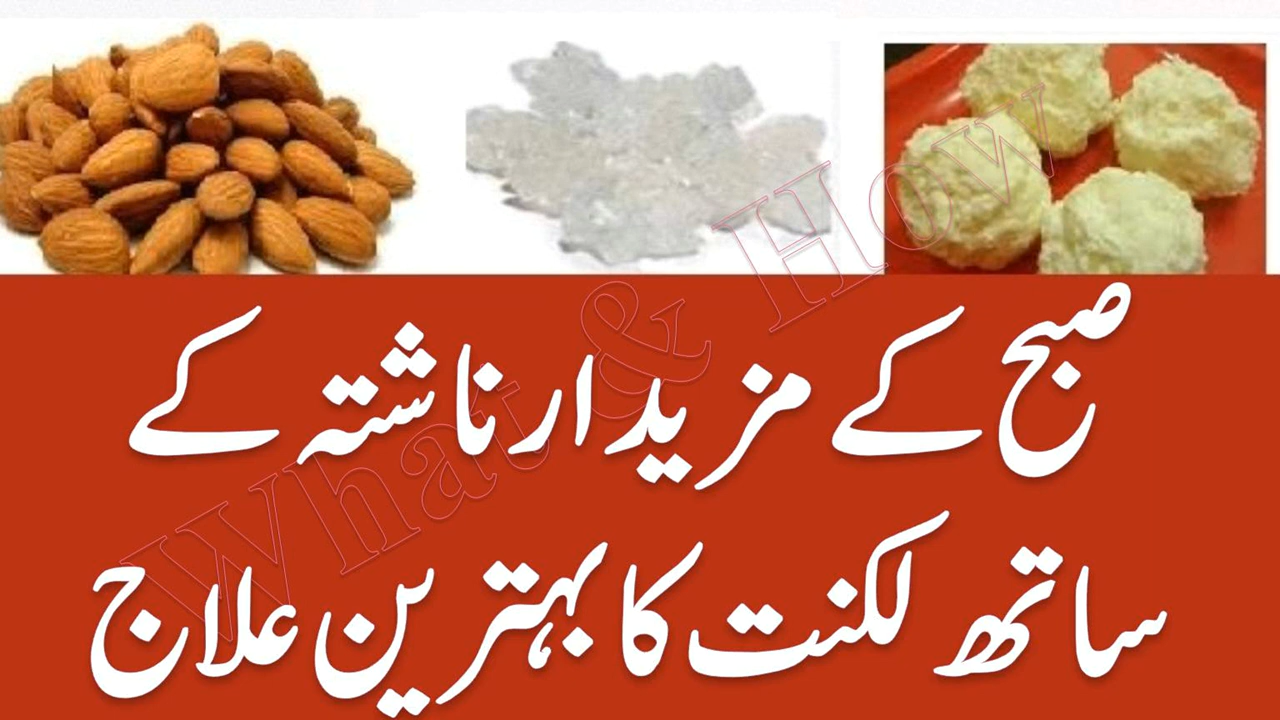 صبح کے مزیدار ناشتہ کے
ساتھ لکنت کا بہترین علاج
What & How